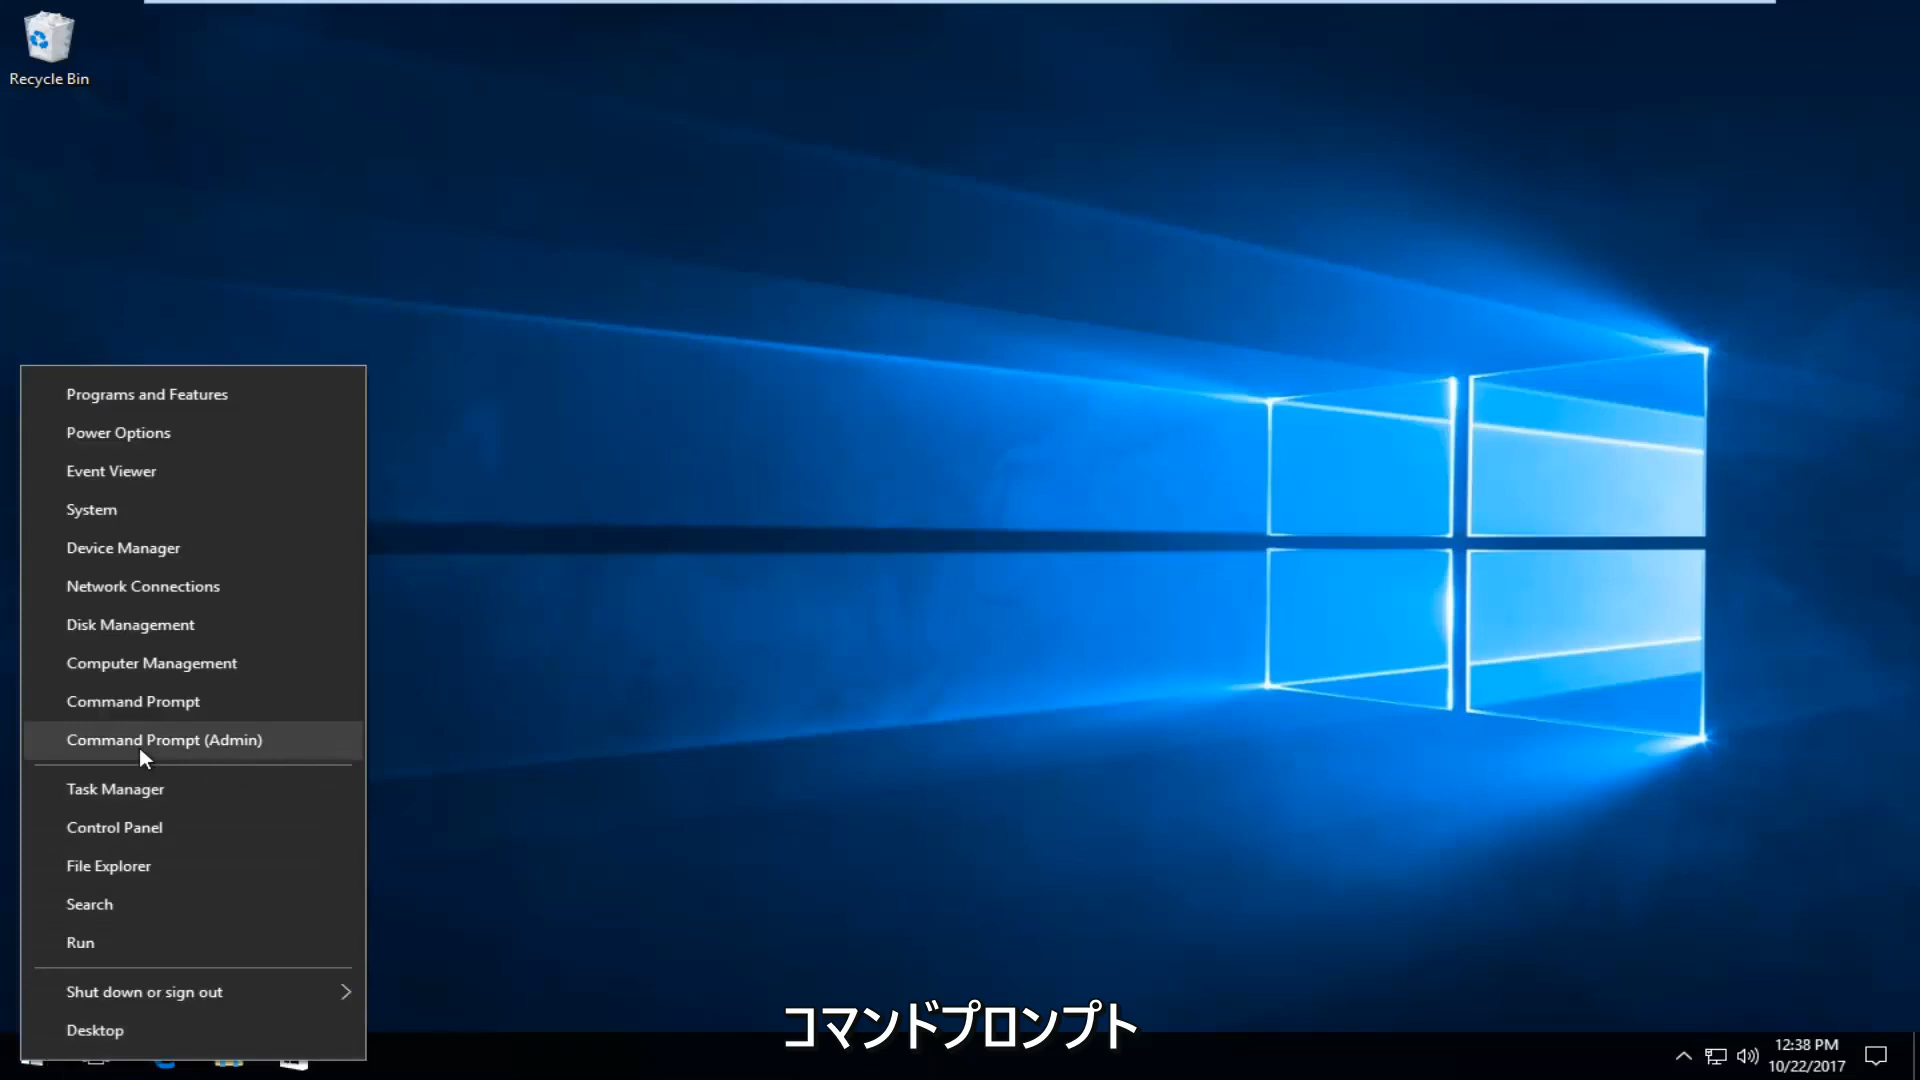 Recycle Bin
Programs and Features
Power Options
Event Viewer
System
Device Manager
Network Connections
Disk Management
Computer Management
Command Prompt
Command Prompt (Admin)
Task Manager
Control Panel
File Explorer
Search
Run
Shut down or sign out
Desktop
コマンドプロンプト
12:38 PM
10/22/2017